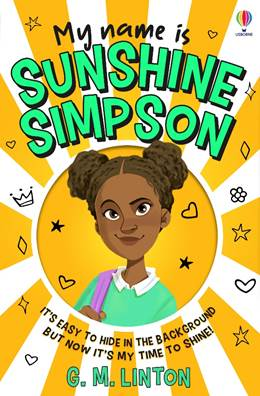 My name is
USBORNE
SUNSHINE
SIMPSON
IT'S EASY TO HIDE IN THE BACKGROUND
BUT NOW IT'S MY TIME TO SHINE!
G. M. LINTON